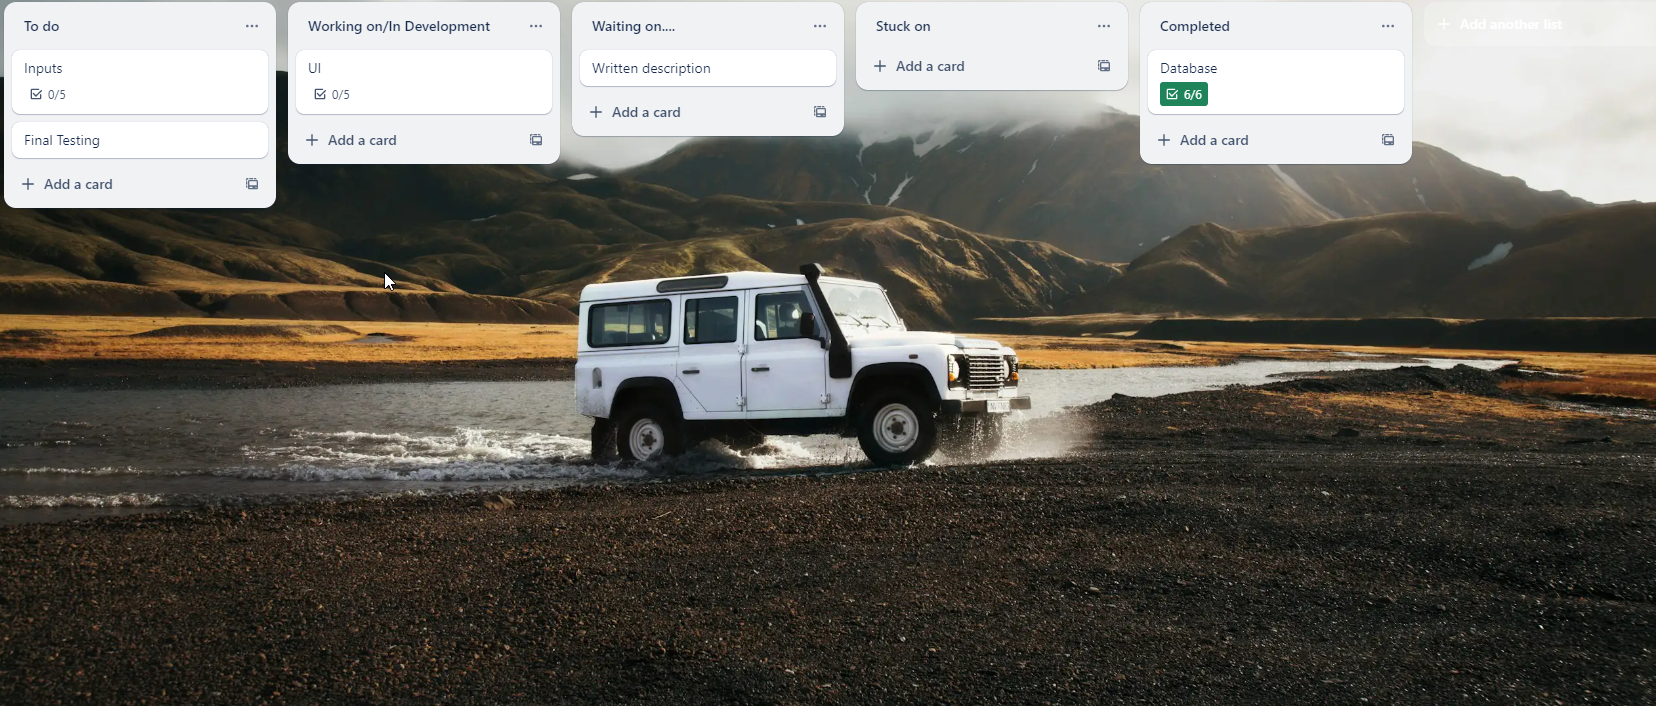 To do
Inputs
0/5
Final Testing
Add a card
Working on/In Development
UI
0/5
Add a card
Waiting on....
Written description
Add a card
Stuck on
Add a card
Completed
Database
6/6
Add a card
Add another list